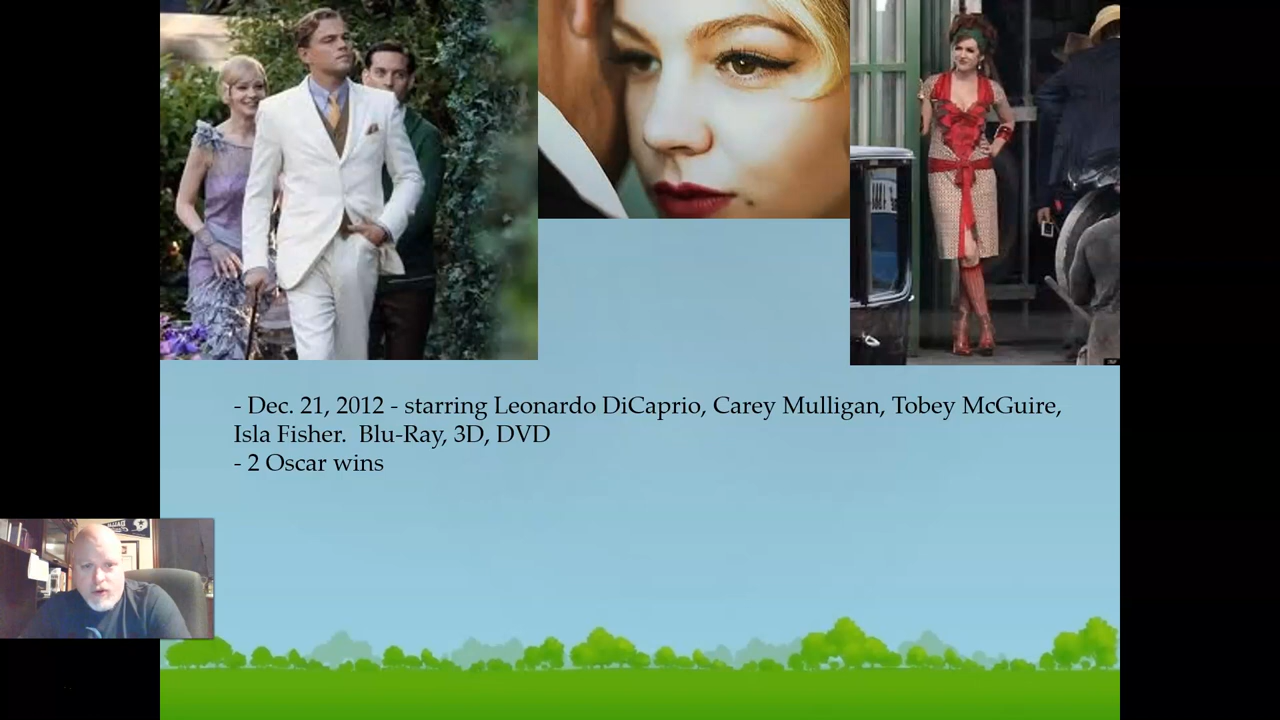 - Dec. 21, 2012 - starring Leonardo DiCaprio, Carey Mulligan, Tobey McGuire,
Isla Fisher.  Blu-Ray, 3D, DVD
- 2 Oscar wins